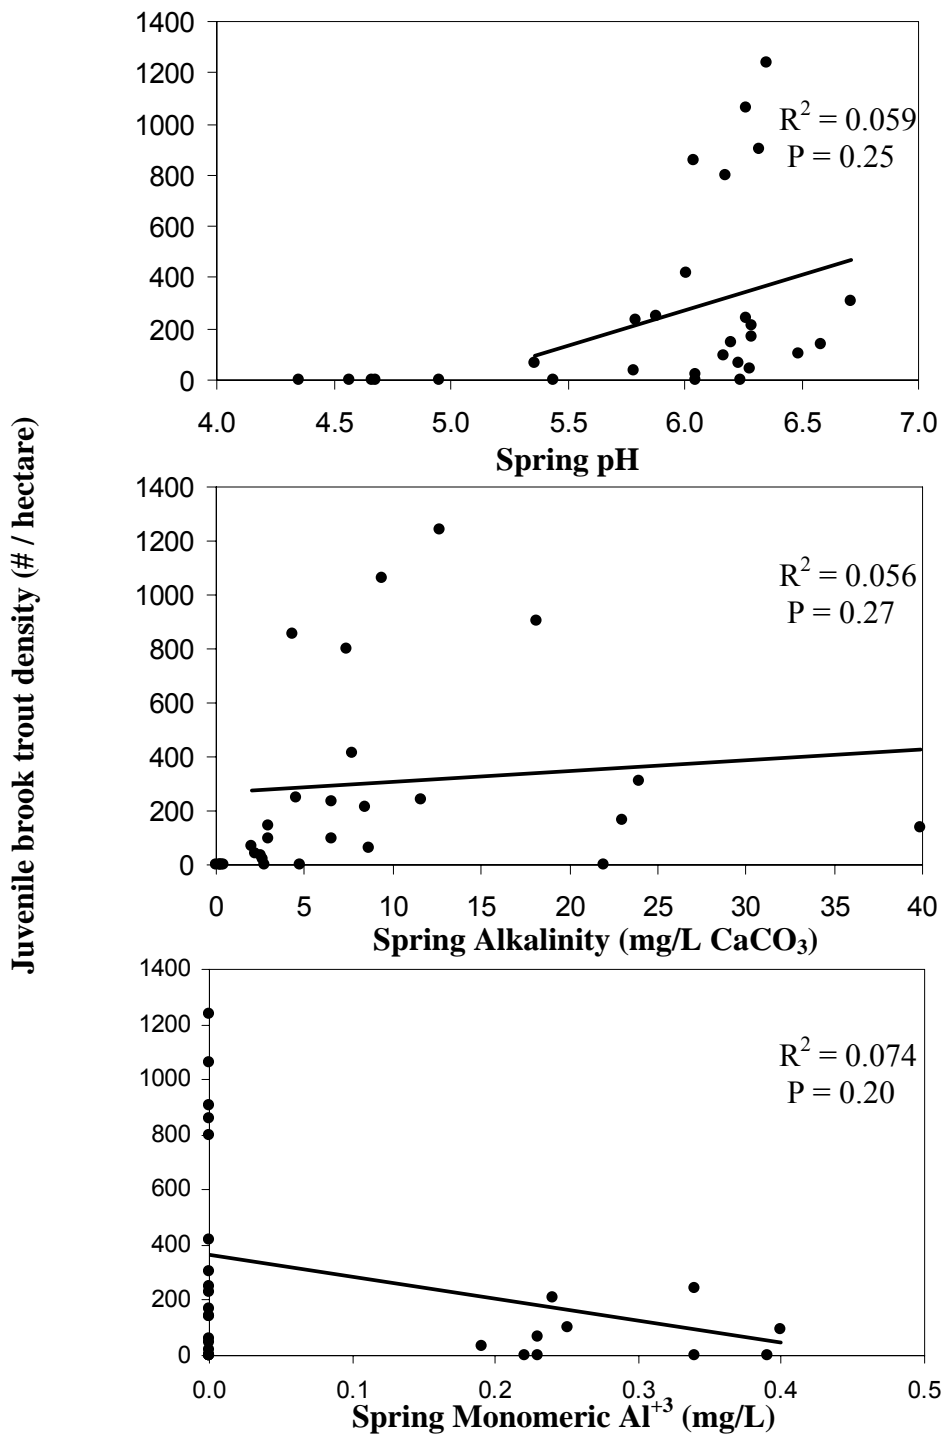 Juvenile brook trout density (# / hectare)
1400
1200
1000
800
600
400
200
0
R² = 0.059
P = 0.25
4.0 4.5 5.0 5.5 6.0 6.5 7.0
Spring pH
1400
1200
1000
800
600
400
200
0
R² = 0.056
P = 0.27
0 5 10 15 20 25 30 35 40
Spring Alkalinity (mg/L CaCO₃)
1400
1200
1000
800
600
400
200
0
R² = 0.074
P = 0.20
0.0 0.1 0.2 0.3 0.4 0.5
Spring Monomeric Al⁺³ (mg/L)